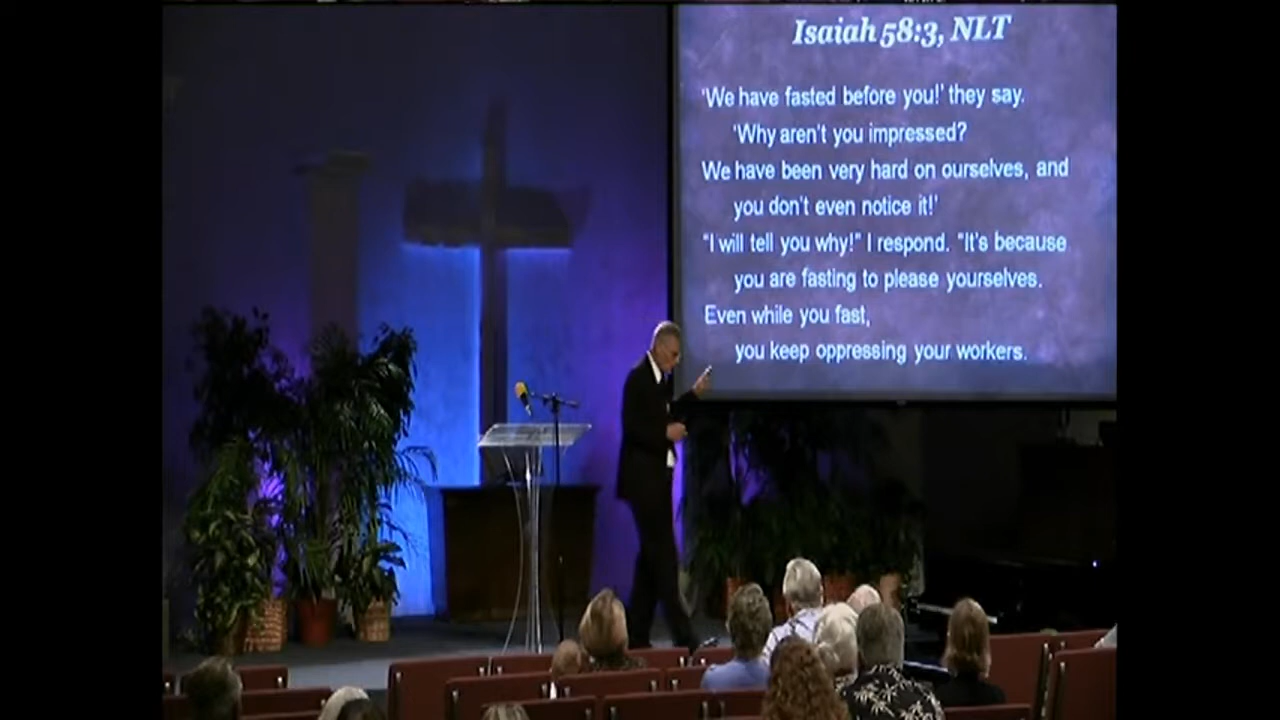 Isaiah 58:3, NLT
'We have fasted before you!' they say.
'Why aren't you impressed?
We have been very hard on ourselves, and
you don't even notice it!'
"I will tell you why!" I respond. "It's because
you are fasting to please yourselves.
Even while you fast,
you keep oppressing your workers.